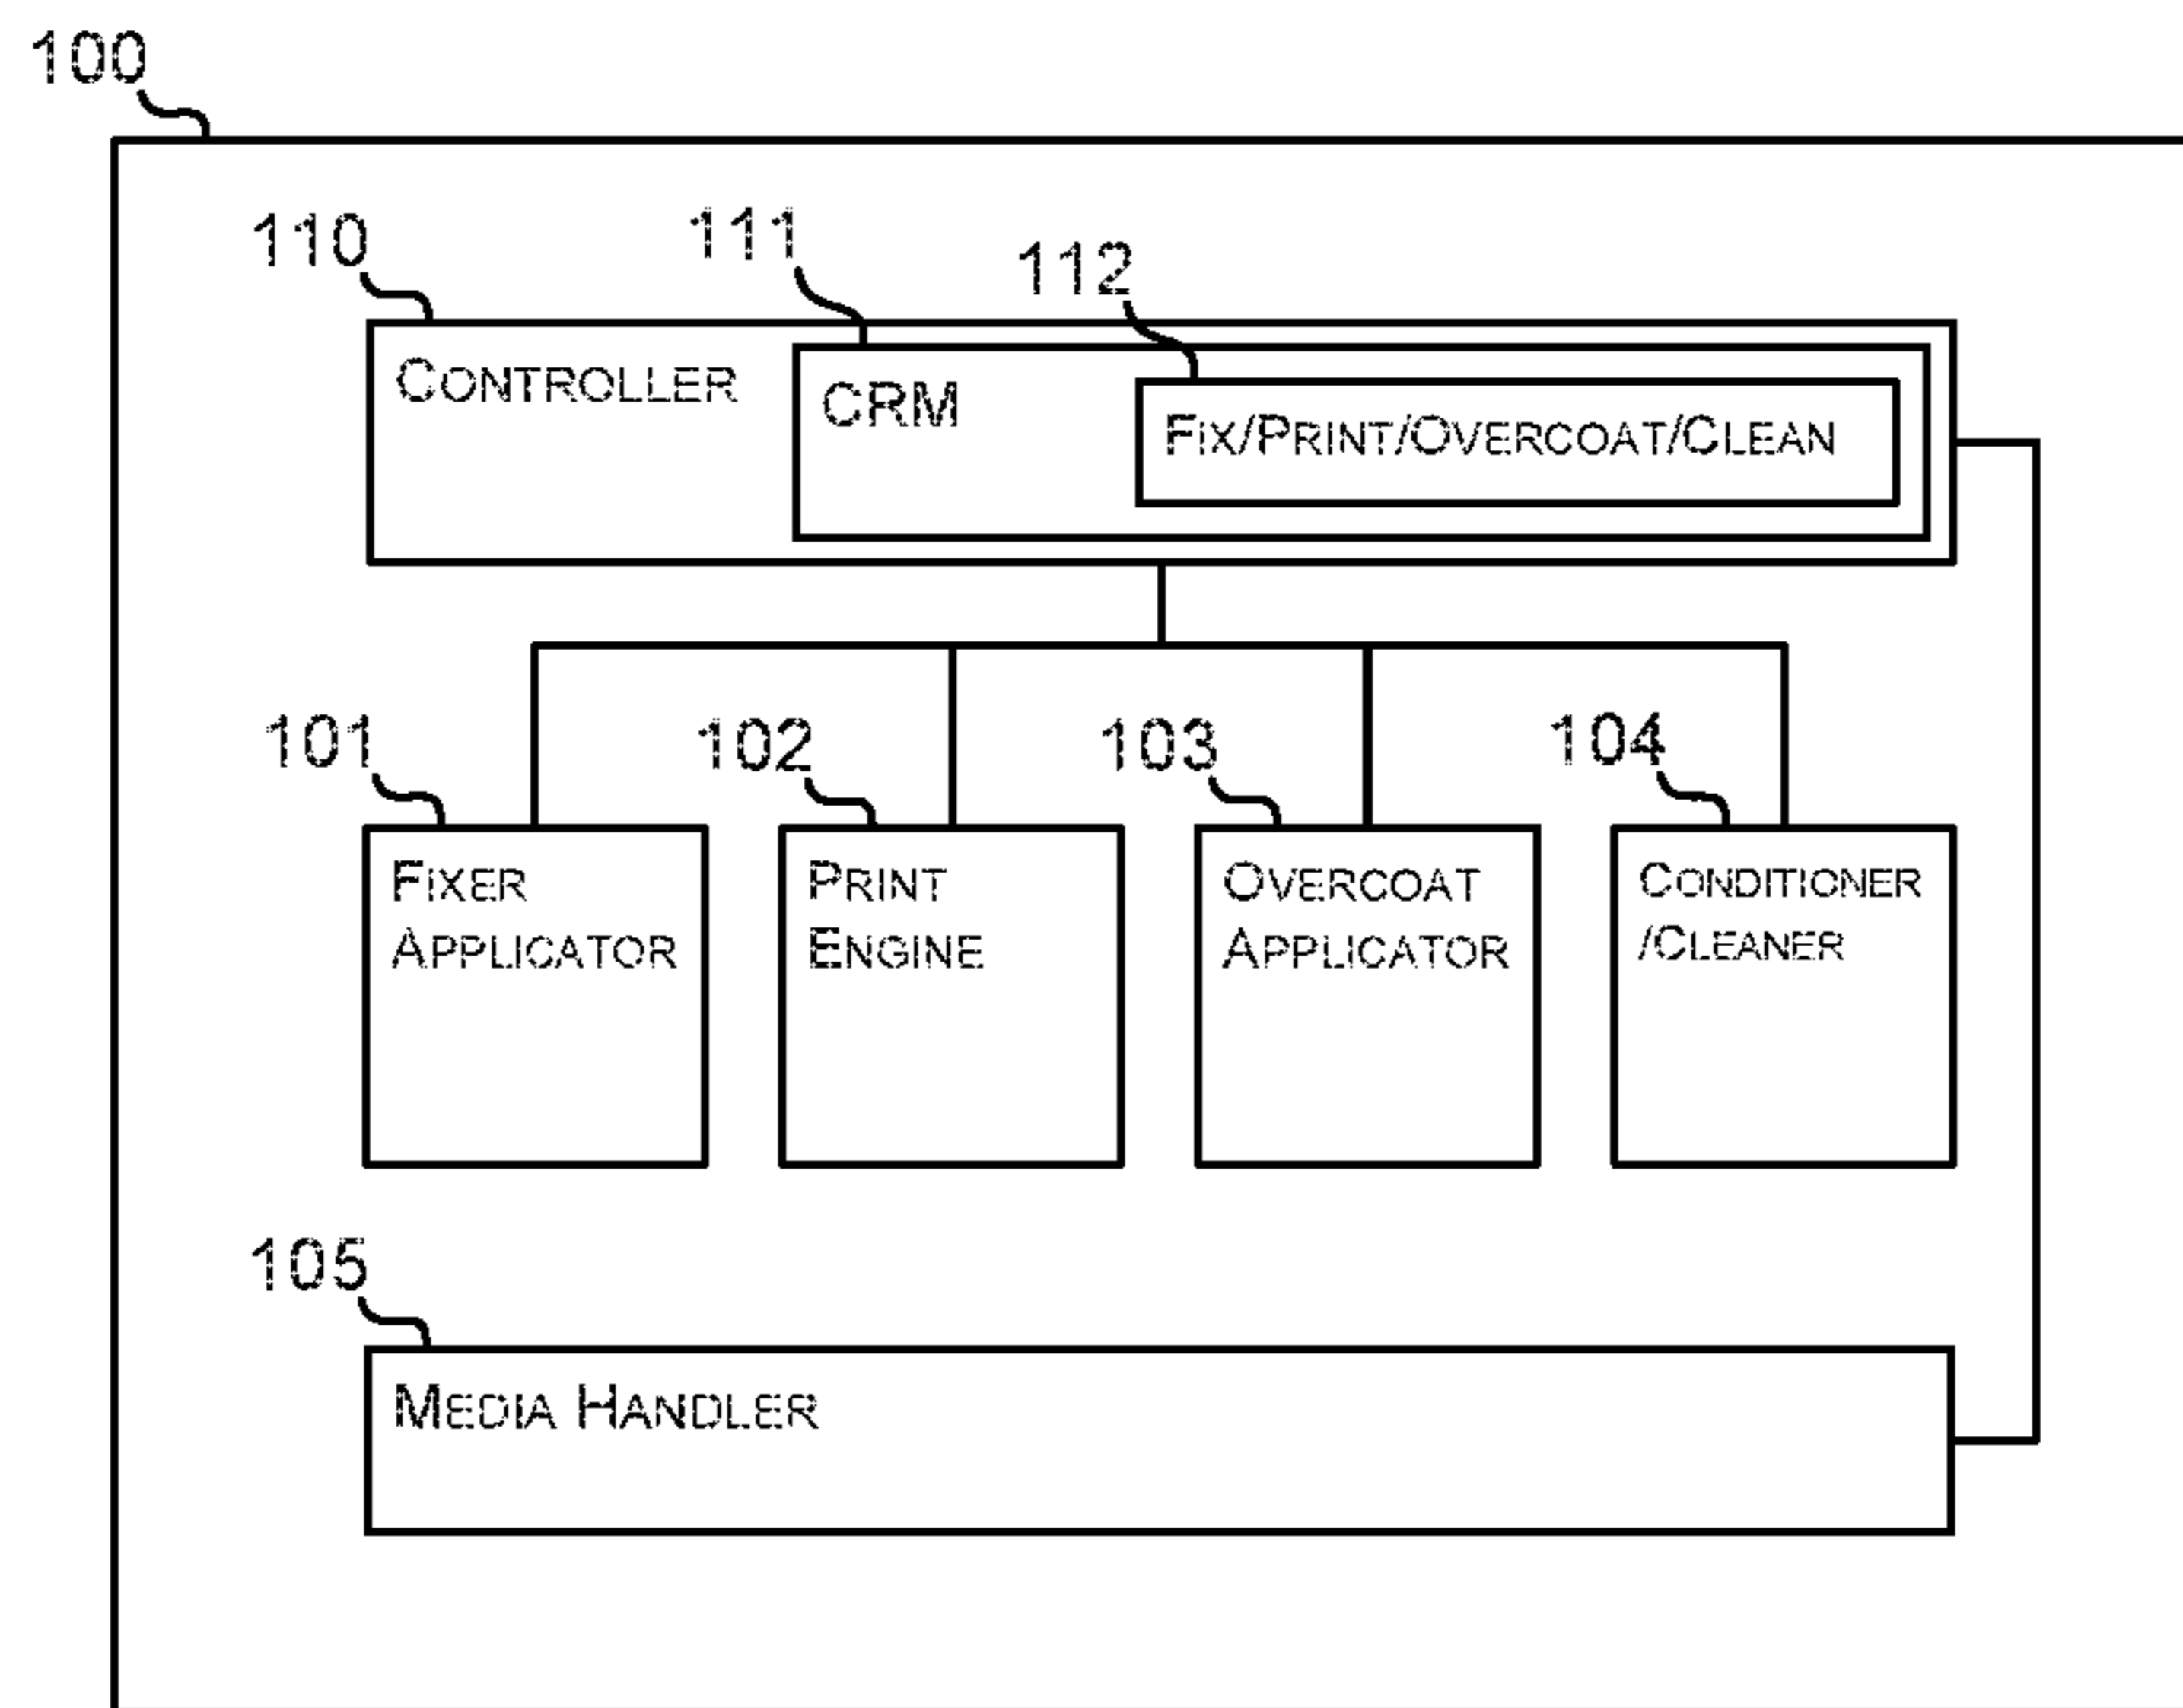 100
110
111
112
CONTROLLER
CRM
FIX/PRINT/OVERCOAT/CLEAN
101
102
103
104
FIXER
APPLICATOR
PRINT
ENGINE
OVERCOAT
APPLICATOR
CONDITIONER
/CLEANER
105
MEDIA HANDLER